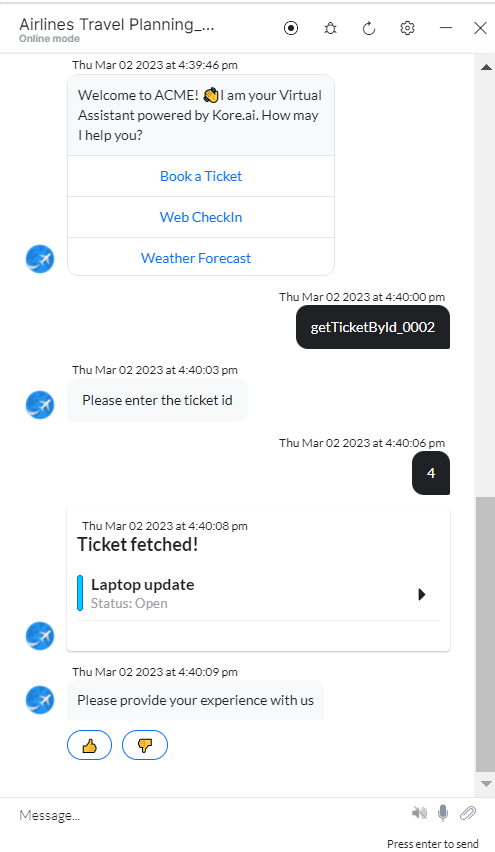 Airlines Travel Planning_...
Online mode
Thu Mar 02 2023 at 4:39:46 pm
Welcome to ACME! 👏I am your Virtual
Assistant powered by Kore.ai. How may
I help you?
Book a Ticket
Web CheckIn
Weather Forecast
Thu Mar 02 2023 at 4:40:00 pm
getTicketById_0002
Thu Mar 02 2023 at 4:40:03 pm
Please enter the ticket id
Thu Mar 02 2023 at 4:40:06 pm
4
Thu Mar 02 2023 at 4:40:08 pm
Ticket fetched!
Laptop update
Status: Open
Thu Mar 02 2023 at 4:40:09 pm
Please provide your experience with us
Message...
Press enter to send